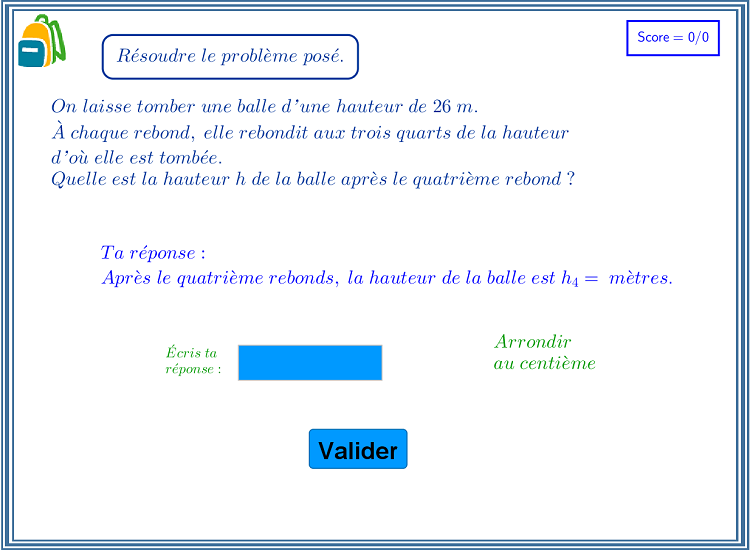 Résoudre le problème posé.
Score = 0/0
On laisse tomber une balle d'une hauteur de 26 m.
À chaque rebond, elle rebondit aux trois quarts de la hauteur
d'où elle est tombée.
Quelle est la hauteur h de la balle après le quatrième rebond ?
Ta réponse :
Après le quatrième rebonds, la hauteur de la balle est h₄ = mètres.
Écris ta
réponse :
Arrondir
au centième
Valider